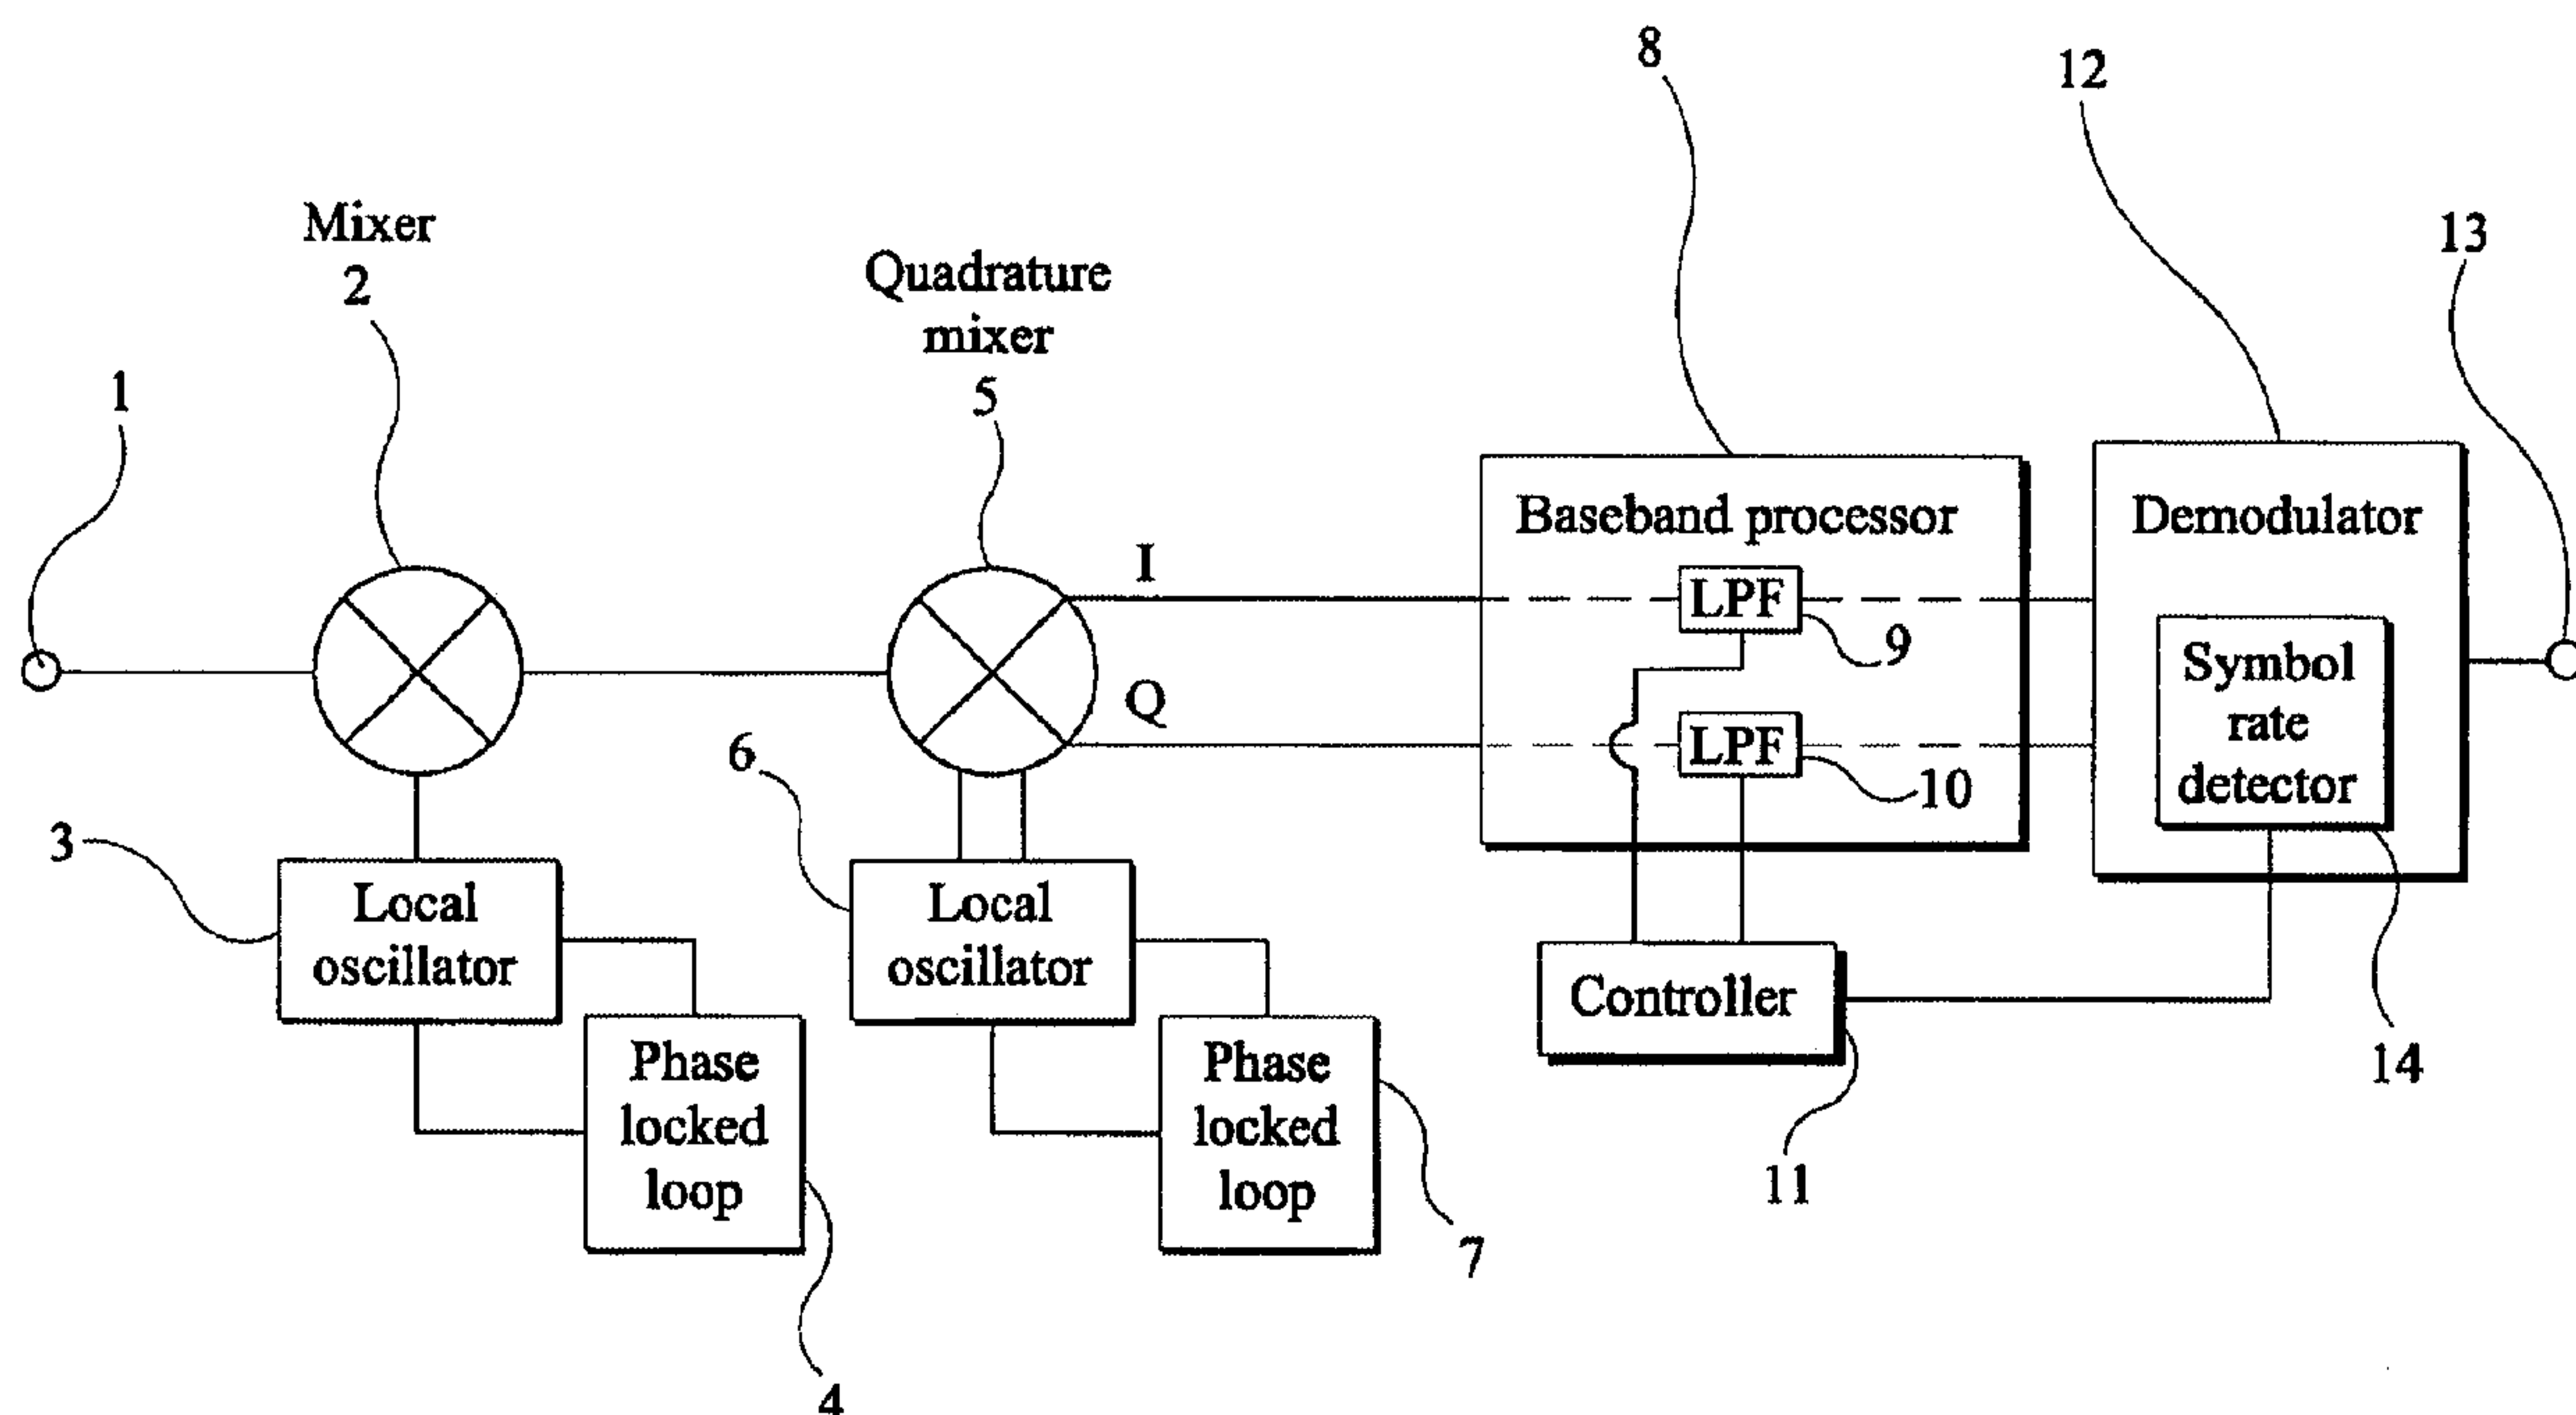 8
12
13
Mixer
2
Quadrature
mixer
5
1
Baseband processor
Demodulator
I
LPF
9
Q
LPF
10
Symbol
rate
detector
6
3
Local
oscillator
Local
oscillator
Controller
14
Phase
locked
loop
Phase
locked
loop
11
7
4